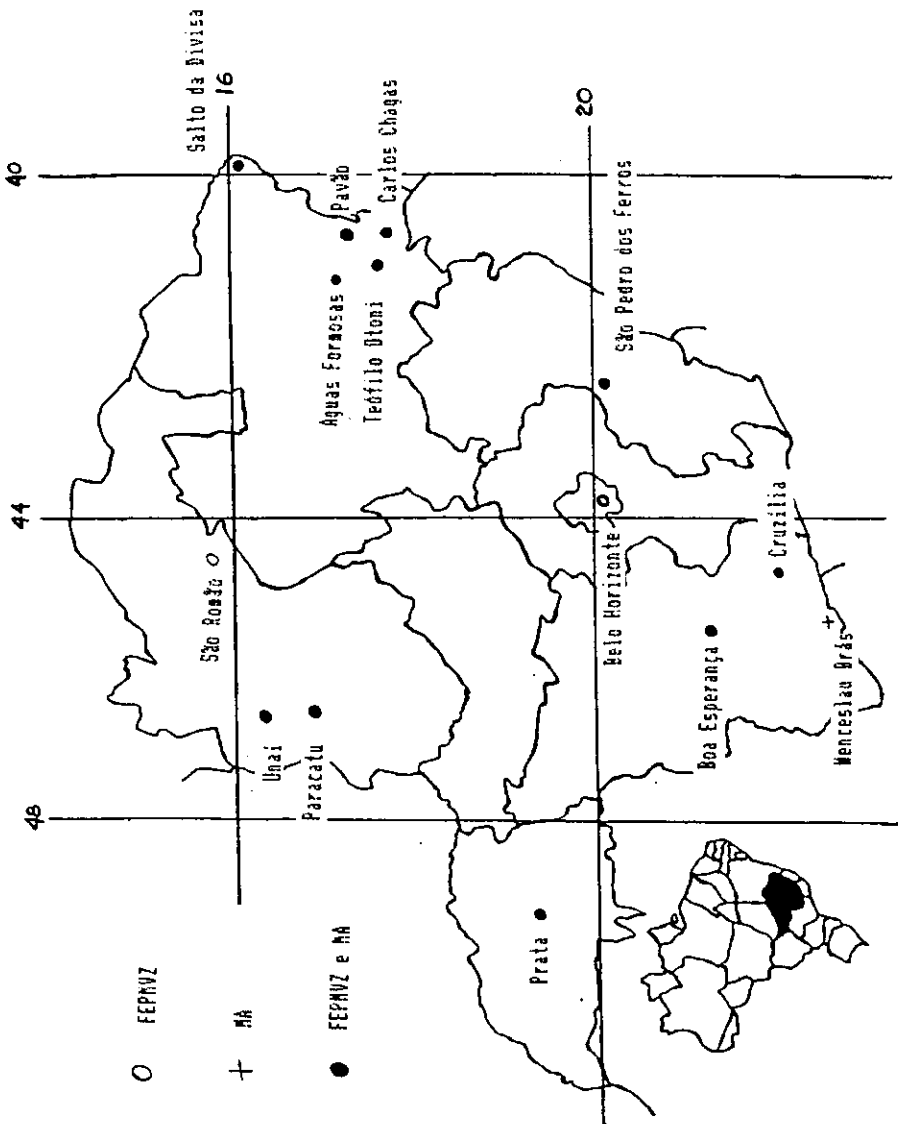 40
44
48
Salto da Divisa
16
Pavão
Carlos Chagas
Águas Formosas
Teófilo Otoni
São Romão
Unaí
Paracatu
20
São Pedro dos Ferros
Belo Horizonte
Cruzília
Boa Esperança
Wenceslau Brás
Prata
FEPMVZ
MA
FEPMVZ e MA